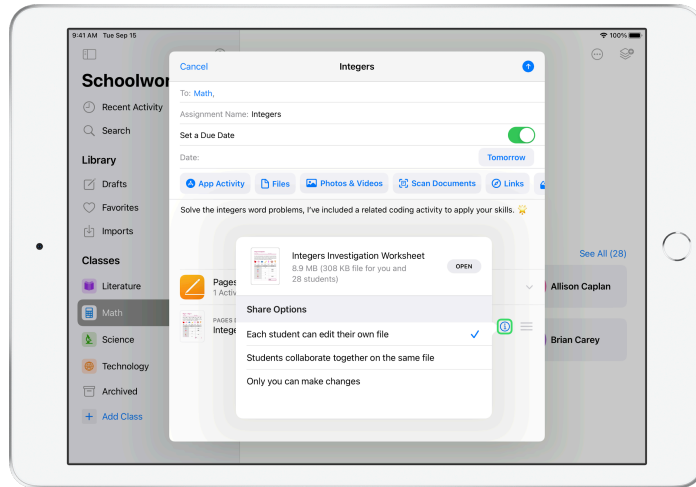 9:41 AM Tue Sep 15
100%
Schoolwor
Recent Activity
Search
Library
Drafts
Favorites
Imports
Classes
Literature
Math
Science
Technology
Archived
Add Class
Cancel
Integers
To: Math,
Assignment Name: Integers
Set a Due Date
Date:
Tomorrow
App Activity
Files
Photos & Videos
Scan Documents
Links
Solve the integers word problems, I've included a related coding activity to apply your skills.
Pages
1 Activ
PAGES
Intege
Integers Investigation Worksheet
8.9 MB (308 KB file for you and
28 students)
OPEN
Share Options
Each student can edit their own file
Students collaborate together on the same file
Only you can make changes
See All (28)
Allison Caplan
Brian Carey